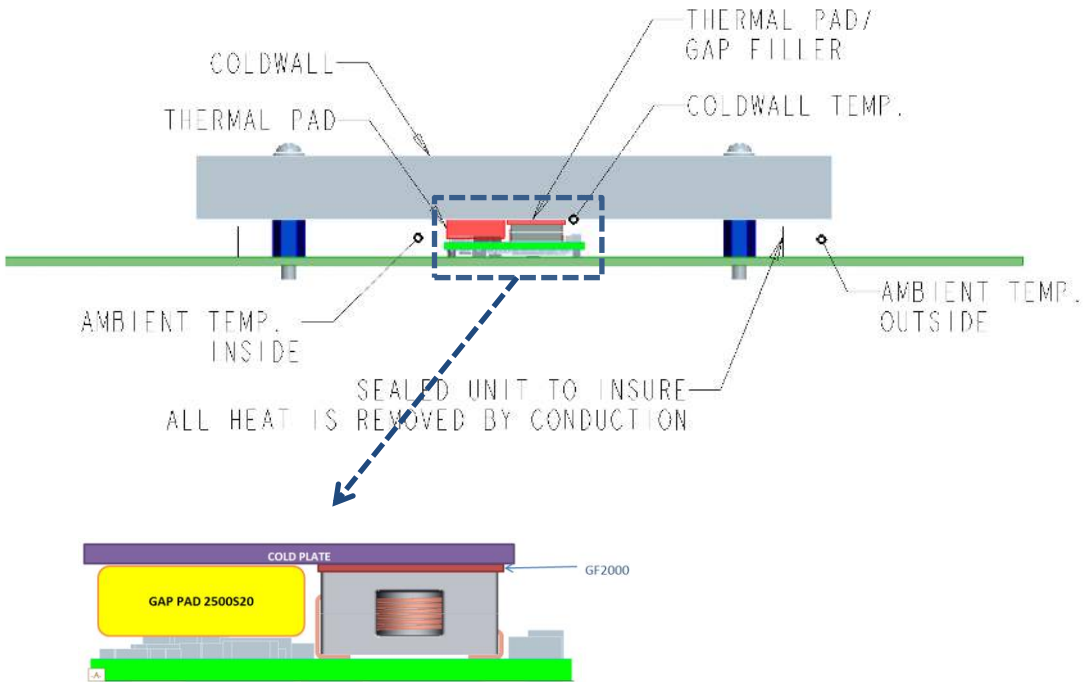 THERMAL PAD/
GAP FILLER
COLDWALL
COLDWALL TEMP.
THERMAL PAD
AMBIENT TEMP.
INSIDE
AMBIENT TEMP.
OUTSIDE
SEALED UNIT TO INSURE
ALL HEAT IS REMOVED BY CONDUCTION
COLD PLATE
GF2000
GAP PAD 2500S20